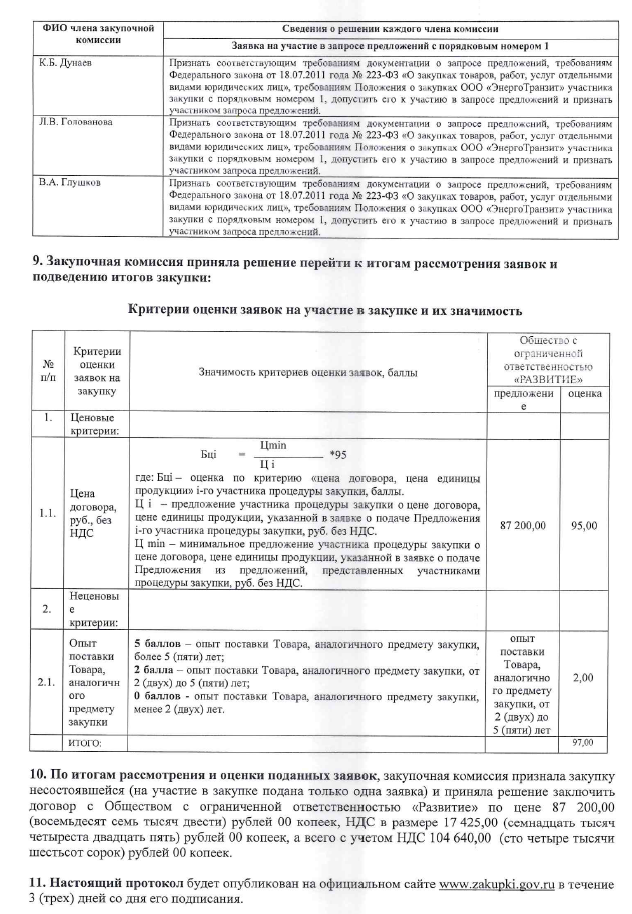 ФИО члена закупочной комиссии
Сведения о решении каждого члена комиссии
Заявка на участие в запросе предложений с порядковым номером 1
К.Б. Дунаев
Признать соответствующим требованиям документации о запросе предложений, требованиям
Федерального закона от 18.07.2011 года № 223-ФЗ «О закупках товаров, работ, услуг отдельными
видами юридических лиц», требованиям Положения о закупках ООО «ЭнергоТранзит» участника
закупки с порядковым номером 1, допустить его к участию в запросе предложений и признать
участником запроса предложений.
Л.В. Голованова
Признать соответствующим требованиям документации о запросе предложений, требованиям
Федерального закона от 18.07.2011 года № 223-ФЗ «О закупках товаров, работ, услуг отдельными
видами юридических лиц», требованиям Положения о закупках ООО «ЭнергоТранзит» участника
закупки с порядковым номером 1, допустить его к участию в запросе предложений и признать
участником запроса предложений.
В.А. Глушков
Признать соответствующим требованиям документации о запросе предложений, требованиям
Федерального закона от 18.07.2011 года № 223-ФЗ «О закупках товаров, работ, услуг отдельными
видами юридических лиц», требованиям Положения о закупках ООО «ЭнергоТранзит» участника
закупки с порядковым номером 1, допустить его к участию в запросе предложений и признать
участником запроса предложений.
9. Закупочная комиссия приняла решение перейти к итогам рассмотрения заявок и
подведению итогов закупки:
Критерии оценки заявок на участие в закупке и их значимость
№
п/п
Критерии
оценки
заявок на
закупку
Значимость критериев оценки заявок, баллы
Общество с
ограниченной
ответственностью
«РАЗВИТИЕ»
предложени
е
оценка
1.
Ценовые
критерии:
1.1.
Цена
договора,
руб., без
НДС
Цmin
Бцi = ____________ *95
Ц i
где: Бцi – оценка по критерию «цена договора, цена единицы
продукции» i-го участника процедуры закупки, баллы.
Ц i – предложение участника процедуры закупки о цене договора,
цене единицы продукции, указанной в заявке о подаче Предложения
i-го участника процедуры закупки, руб. без НДС.
Ц min – минимальное предложение участника процедуры закупки о
цене договора, цене единицы продукции, указанной в заявке о подаче
Предложения из предложений, представленных участниками
процедуры закупки, руб. без НДС.
87 200,00
95,00
2.
Неценовы
е
критерии:
2.1.
Опыт
поставки
Товара,
аналогичн
ого
предмету
закупки
5 баллов – опыт поставки Товара, аналогичного предмету закупки,
более 5 (пяти) лет;
2 балла – опыт поставки Товара, аналогичного предмету закупки, от
2 (двух) до 5 (пяти) лет;
0 баллов - опыт поставки Товара, аналогичного предмету закупки,
менее 2 (двух) лет.
опыт
поставки
Товара,
аналогично
го предмету
закупки, от
2 (двух) до
5 (пяти) лет
2,00
ИТОГО:
97,00
10. По итогам рассмотрения и оценки поданных заявок, закупочная комиссия признала закупку
несостоявшейся (на участие в закупке подана только одна заявка) и приняла решение заключить
договор с Обществом с ограниченной ответственностью «Развитие» по цене 87 200,00
(восемьдесят семь тысяч двести) рублей 00 копеек, НДС в размере 17 425,00 (семнадцать тысяч
четыреста двадцать пять) рублей 00 копеек, а всего с учетом НДС 104 640,00 (сто четыре тысячи
шестьсот сорок) рублей 00 копеек.
11. Настоящий протокол будет опубликован на официальном сайте www.zakupki.gov.ru в течение
3 (трех) дней со дня его подписания.